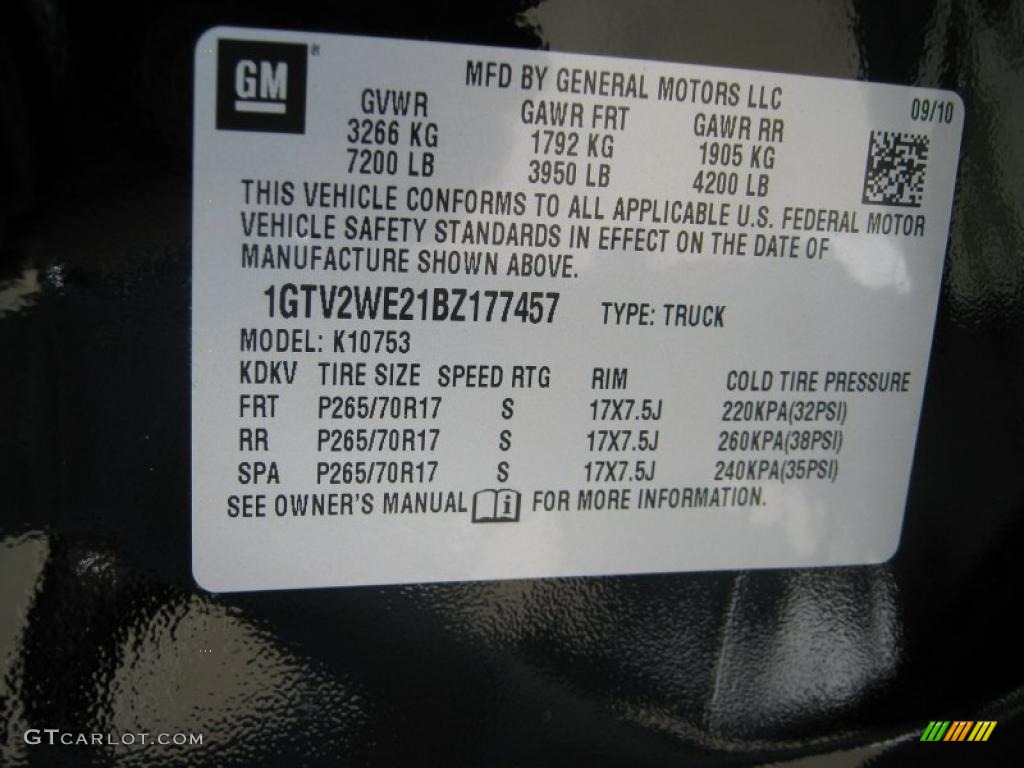 GM ®
MFD BY GENERAL MOTORS LLC
09/10
GVWR GAWR FRT GAWR RR
3266 KG 1792 KG 1905 KG
7200 LB 3950 LB 4200 LB
THIS VEHICLE CONFORMS TO ALL APPLICABLE U.S. FEDERAL MOTOR
VEHICLE SAFETY STANDARDS IN EFFECT ON THE DATE OF
MANUFACTURE SHOWN ABOVE.
1GTV2WE21BZ177457 TYPE: TRUCK
MODEL: K10753
KDKV TIRE SIZE SPEED RTG RIM COLD TIRE PRESSURE
FRT P265/70R17 S 17X7.5J 220KPA(32PSI)
RR P265/70R17 S 17X7.5J 260KPA(38PSI)
SPA P265/70R17 S 17X7.5J 240KPA(35PSI)
SEE OWNER'S MANUAL i FOR MORE INFORMATION.
GTCARLOT.COM